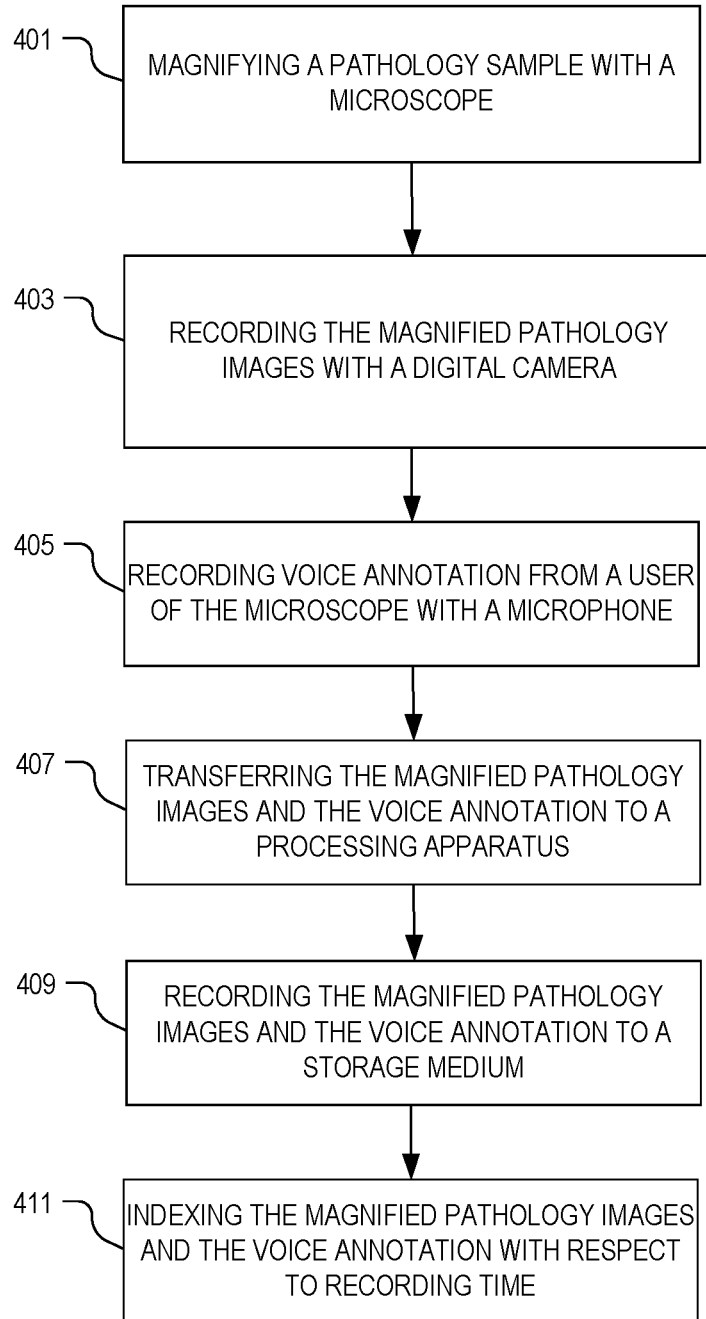 401
MAGNIFYING A PATHOLOGY SAMPLE WITH A
MICROSCOPE
403
RECORDING THE MAGNIFIED PATHOLOGY
IMAGES WITH A DIGITAL CAMERA
405
RECORDING VOICE ANNOTATION FROM A USER
OF THE MICROSCOPE WITH A MICROPHONE
407
TRANSFERRING THE MAGNIFIED PATHOLOGY
IMAGES AND THE VOICE ANNOTATION TO A
PROCESSING APPARATUS
409
RECORDING THE MAGNIFIED PATHOLOGY
IMAGES AND THE VOICE ANNOTATION TO A
STORAGE MEDIUM
411
INDEXING THE MAGNIFIED PATHOLOGY IMAGES
AND THE VOICE ANNOTATION WITH RESPECT
TO RECORDING TIME